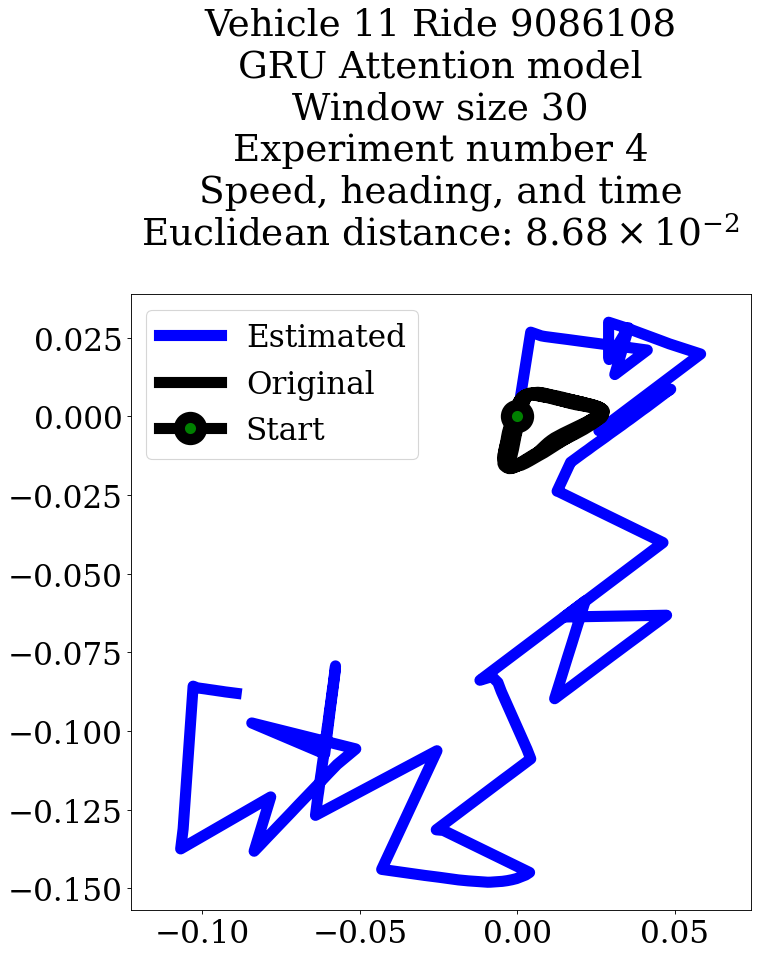 Vehicle 11 Ride 9086108
GRU Attention model
Window size 30
Experiment number 4
Speed, heading, and time
Euclidean distance: 8.68 × 10⁻²
Estimated
Original
Start
0.025
0.000
−0.025
−0.050
−0.075
−0.100
−0.125
−0.150
−0.10
−0.05
0.00
0.05